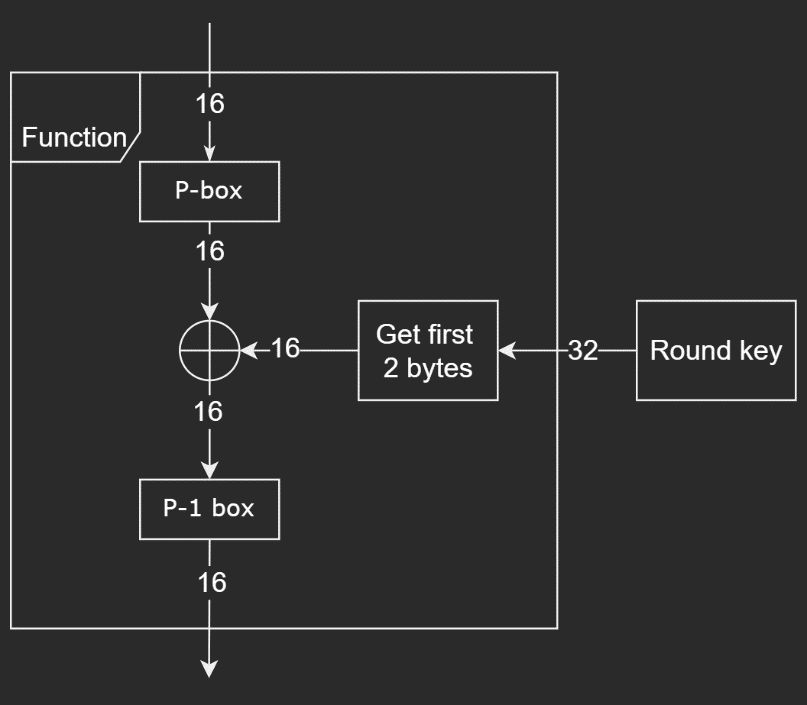 16
Function
P-box
16
Get first
2 bytes
16
32
Round key
16
P-1 box
16